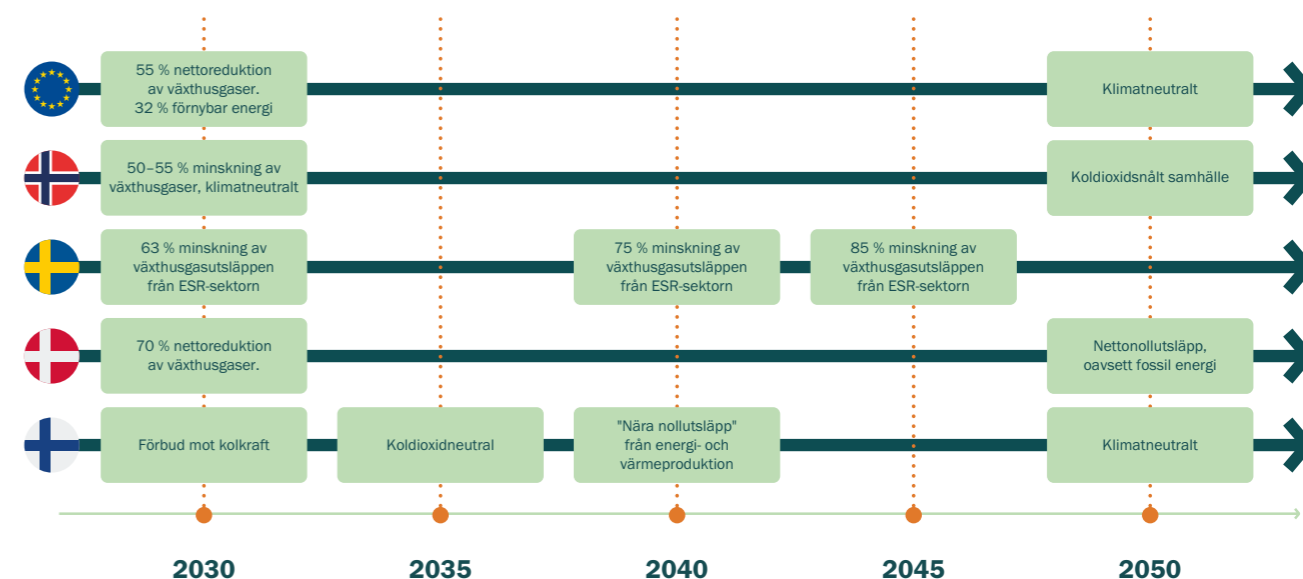 55 % nettoreduktion
av växthusgaser.
32 % förnybar energi
Klimatneutralt
50–55 % minskning av
växthusgaser, klimatneutralt
Koldioxidsnålt samhälle
63 % minskning av
växthusgasutsläppen
från ESR-sektorn
75 % minskning av
växthusgasutsläppen
från ESR-sektorn
85 % minskning av
växthusgasutsläppen
från ESR-sektorn
70 % nettoreduktion
av växthusgaser.
Nettonollutsläpp,
oavsett fossil energi
Förbud mot kolkraft
Koldioxidneutral
"Nära nollutsläpp"
från energi- och
värmeproduktion
Klimatneutralt
2030 2035 2040 2045 2050